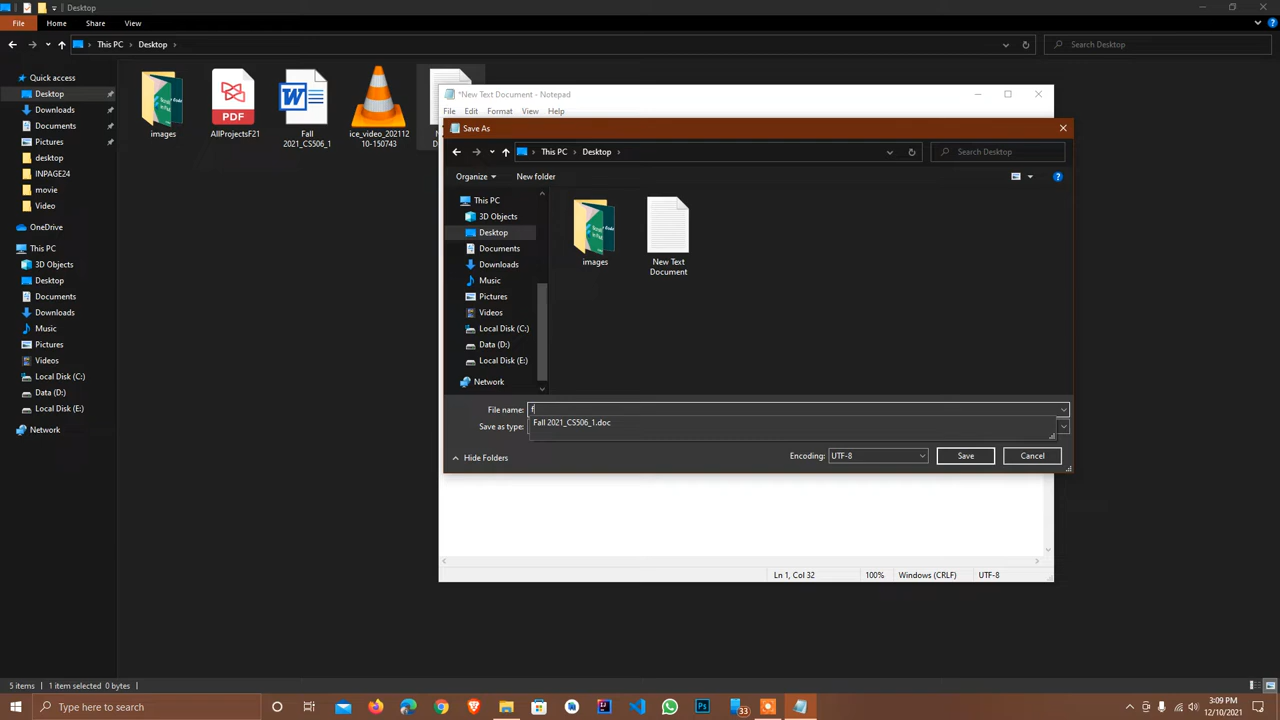 Desktop
File
Home
Share
View
This PC
Desktop
Search Desktop
Quick access
Desktop
Downloads
Documents
Pictures
desktop
INPAGE24
movie
Video
OneDrive
This PC
3D Objects
Desktop
Documents
Downloads
Music
Pictures
Videos
Local Disk (C:)
Data (D:)
Local Disk (E:)
Network
images
PDF
AllProjectsF21
Fall
2021_CS506_1
ice_video_202112
10-150743
*New Text Document - Notepad
File Edit Format View Help
Save As
This PC
Desktop
Search Desktop
Organize
New folder
This PC
3D Objects
Desktop
Documents
Downloads
Music
Pictures
Videos
Local Disk (C:)
Data (D:)
Local Disk (E:)
Network
images
New Text
Document
File name: f
Fall 2021_CS506_1.doc
Save as type:
Hide Folders
Encoding: UTF-8
Save
Cancel
Ln 1, Col 32
100%
Windows (CRLF)
UTF-8
5 items
1 item selected 0 bytes
Type here to search
33
3:09 PM
12/10/2021